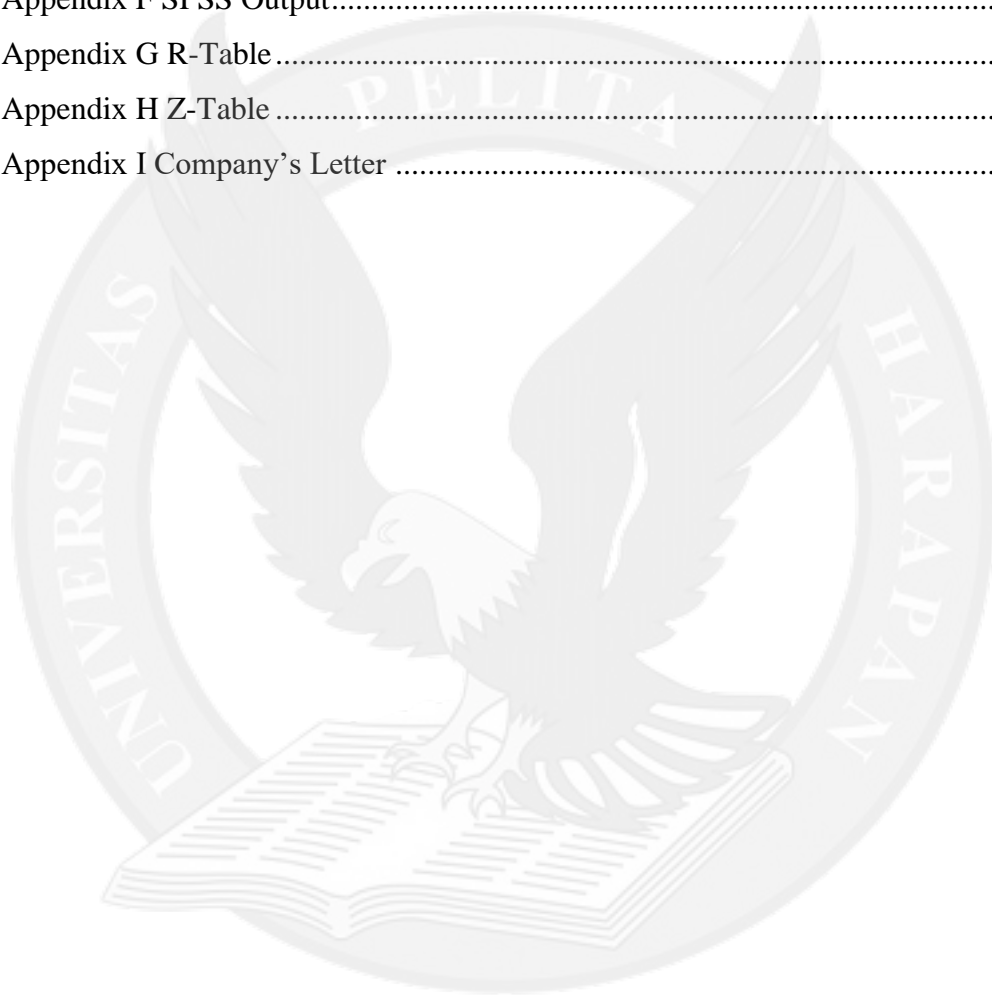 Appendix F SPSS Output................................................................................
Appendix G R-Table.......................................................................................
Appendix H Z-Table .......................................................................................
Appendix I Company’s Letter ........................................................................
UNIVERSITAS PELITA HARAPAN